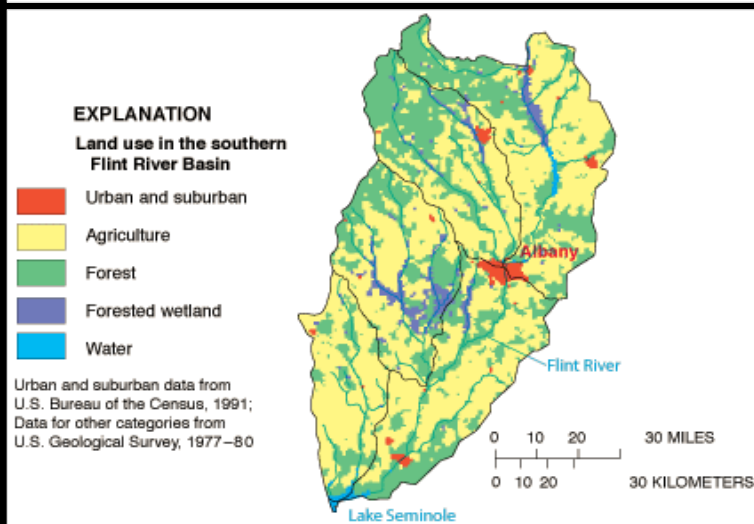 EXPLANATION
Land use in the southern
Flint River Basin
Urban and suburban
Agriculture
Forest
Forested wetland
Water
Urban and suburban data from
U.S. Bureau of the Census, 1991;
Data for other categories from
U.S. Geological Survey, 1977–80
Albany
Flint River
0 10 20 30 MILES
0 10 20 30 KILOMETERS
Lake Seminole